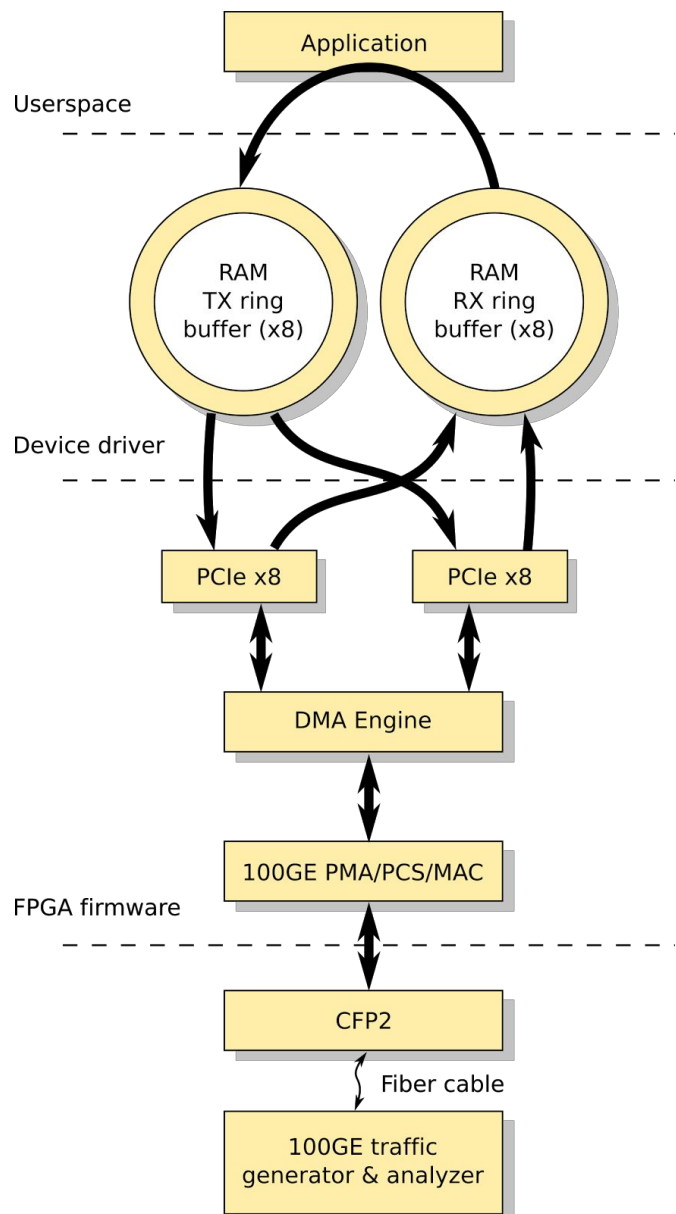 Application
Userspace
RAM
TX ring
buffer (x8)
RAM
RX ring
buffer (x8)
Device driver
PCIe x8
PCIe x8
DMA Engine
100GE PMA/PCS/MAC
FPGA firmware
CFP2
Fiber cable
100GE traffic
generator & analyzer